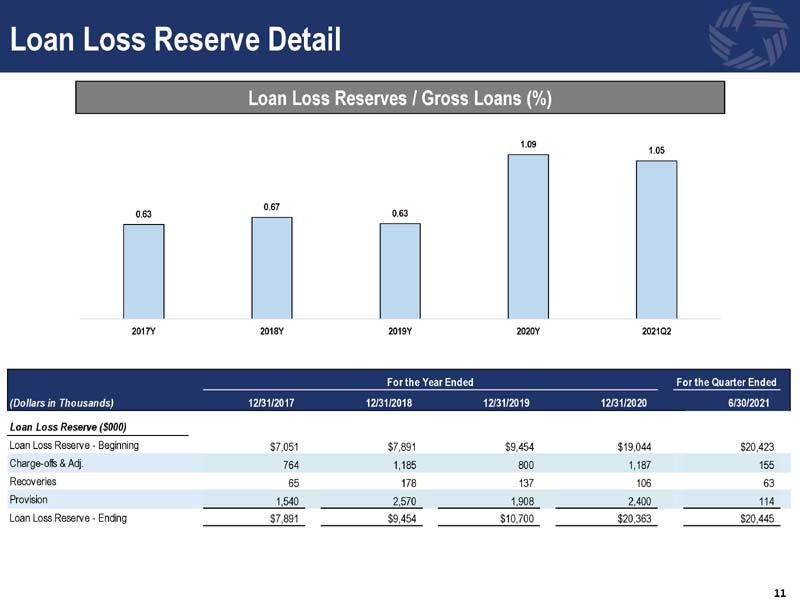 Loan Loss Reserve Detail
Loan Loss Reserves / Gross Loans (%)
0.63 0.67 0.63 1.09 1.05
2017Y 2018Y 2019Y 2020Y 2021Q2
For the Year Ended For the Quarter Ended
(Dollars in Thousands) 12/31/2017 12/31/2018 12/31/2019 12/31/2020 6/30/2021
Loan Loss Reserve ($000)
Loan Loss Reserve - Beginning $7,051 $7,891 $9,454 $19,044 $20,423
Charge-offs & Adj. 764 1,185 800 1,187 155
Recoveries 65 178 137 106 63
Provision 1,540 2,570 1,908 2,400 114
Loan Loss Reserve - Ending $7,891 $9,454 $10,700 $20,363 $20,445
11